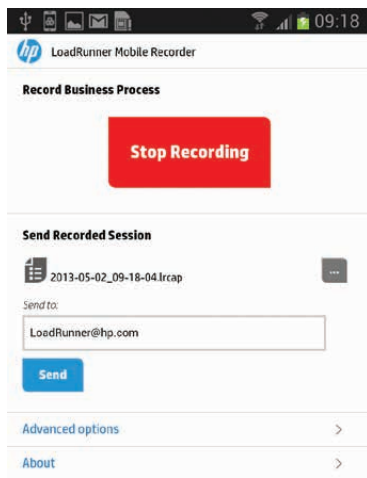 09:18
hp LoadRunner Mobile Recorder
Record Business Process
Stop Recording
Send Recorded Session
2013-05-02_09-18-04.lrcap
...
Send to:
LoadRunner@hp.com
Send
Advanced options
About